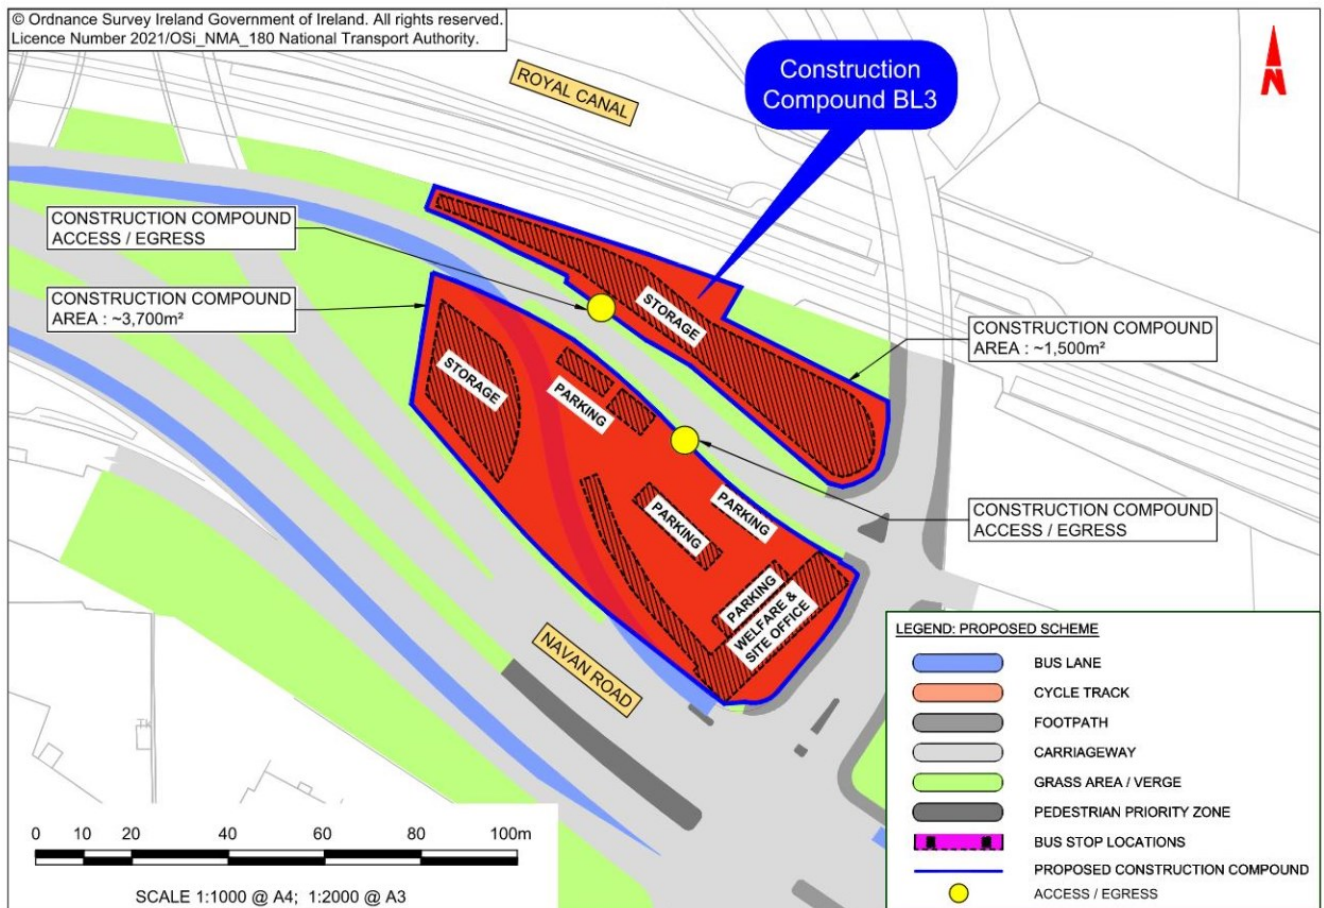 © Ordnance Survey Ireland Government of Ireland. All rights reserved.
Licence Number 2021/OSi_NMA_180 National Transport Authority.
ROYAL CANAL
Construction
Compound BL3
N
CONSTRUCTION COMPOUND
ACCESS / EGRESS
CONSTRUCTION COMPOUND
AREA : ~3,700m²
STORAGE
CONSTRUCTION COMPOUND
AREA : ~1,500m²
STORAGE
PARKING
PARKING
PARKING
CONSTRUCTION COMPOUND
ACCESS / EGRESS
PARKING
WELFARE &
SITE OFFICE
NAVAN ROAD
TK
LEGEND: PROPOSED SCHEME
BUS LANE
CYCLE TRACK
FOOTPATH
CARRIAGEWAY
GRASS AREA / VERGE
PEDESTRIAN PRIORITY ZONE
BUS STOP LOCATIONS
PROPOSED CONSTRUCTION COMPOUND
ACCESS / EGRESS
0 10 20 40 60 80 100m
SCALE 1:1000 @ A4; 1:2000 @ A3